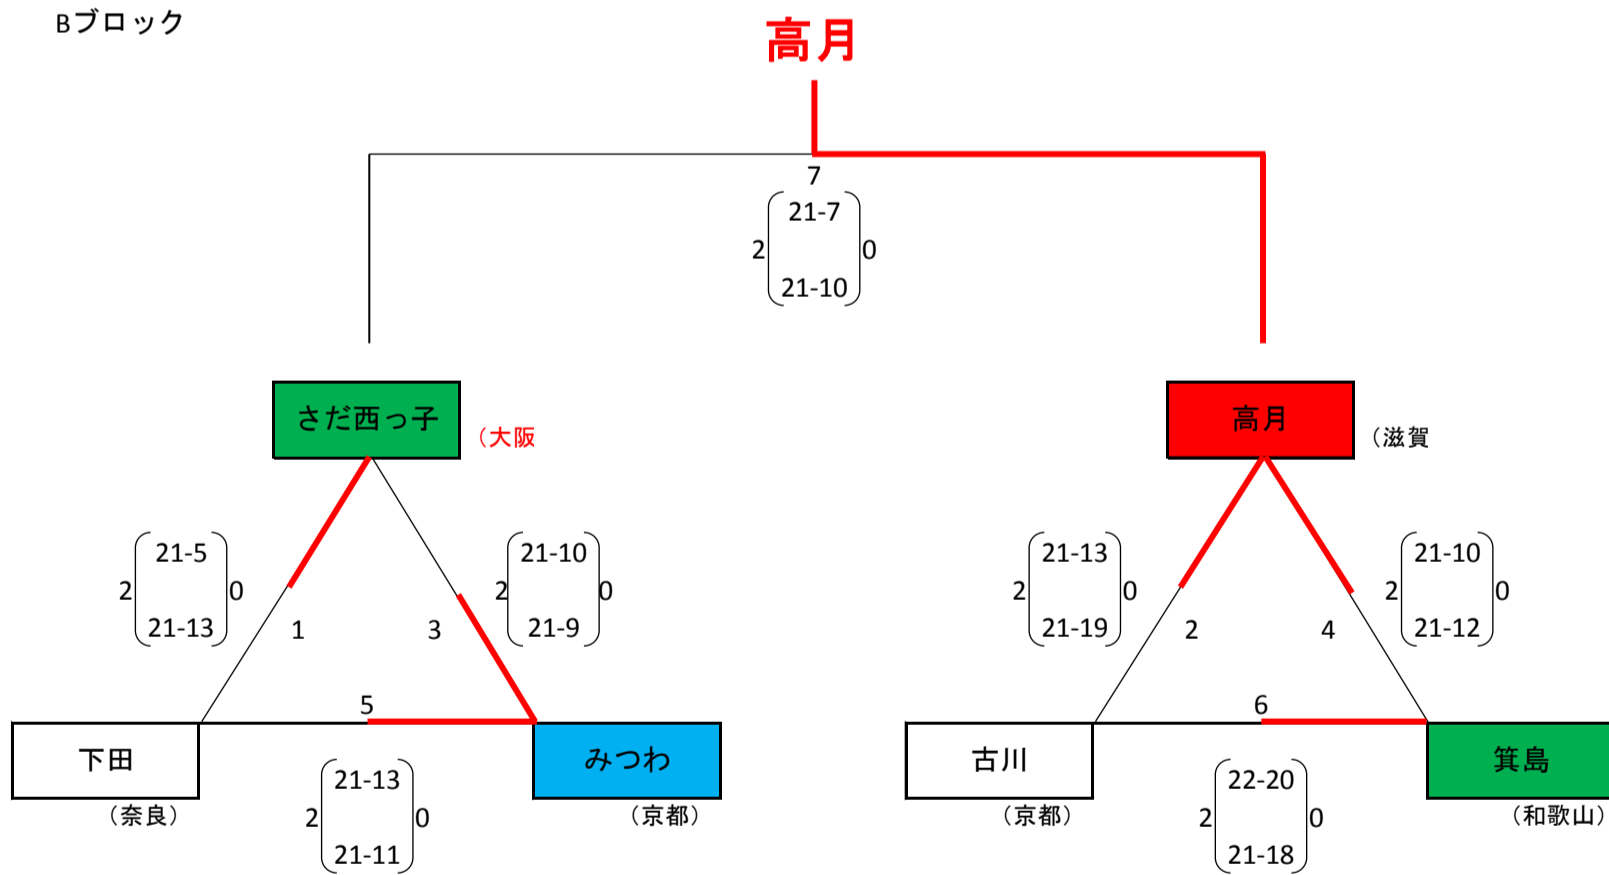 Bブロック
高月
7
21-7
2 0
21-10
さだ西っ子
（大阪
高月
（滋賀
21-5
2 0
21-13
1
21-10
2 0
21-9
3
21-13
2 0
21-19
2
21-10
2 0
21-12
4
5
6
下田
みつわ
古川
箕島
（奈良）
（京都）
（京都）
（和歌山）
21-13
2 0
21-11
22-20
2 0
21-18